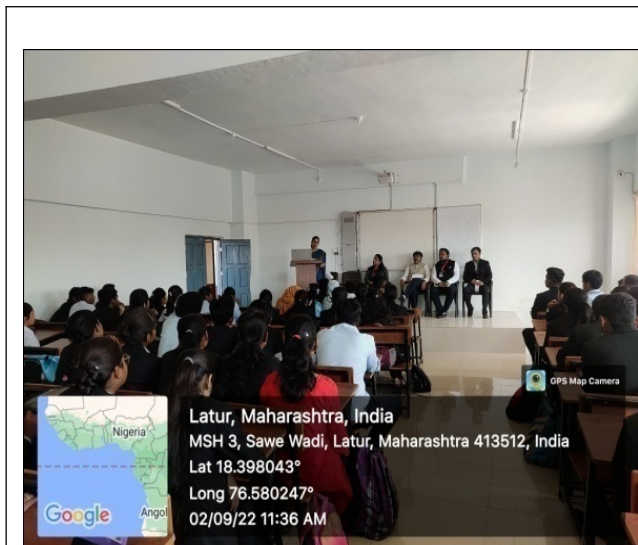 GPS Map Camera
Nigeria
Angol
Google
Latur, Maharashtra, India
MSH 3, Sawe Wadi, Latur, Maharashtra 413512, India
Lat 18.398043°
Long 76.580247°
02/09/22 11:36 AM